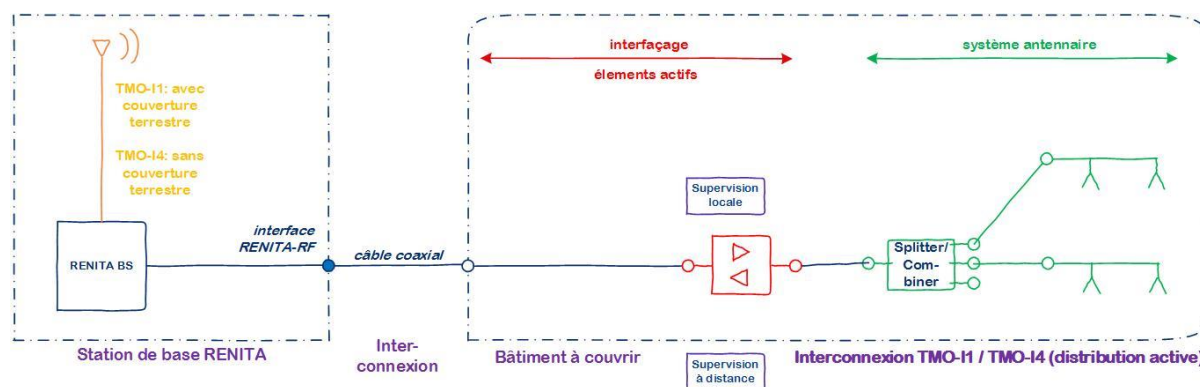 interfaçage
élements actifs
système antennaire
TMO-I1: avec
couverture
terrestre
TMO-I4: sans
couverture
terrestre
Supervision
locale
RENITA BS
interface
RENITA-RF
câble coaxial
Splitter/
Com-
biner
Station de base RENITA
Inter-
connexion
Bâtiment à couvrir
Supervision
à distance
Interconnexion TMO-I1 / TMO-I4 (distribution active)